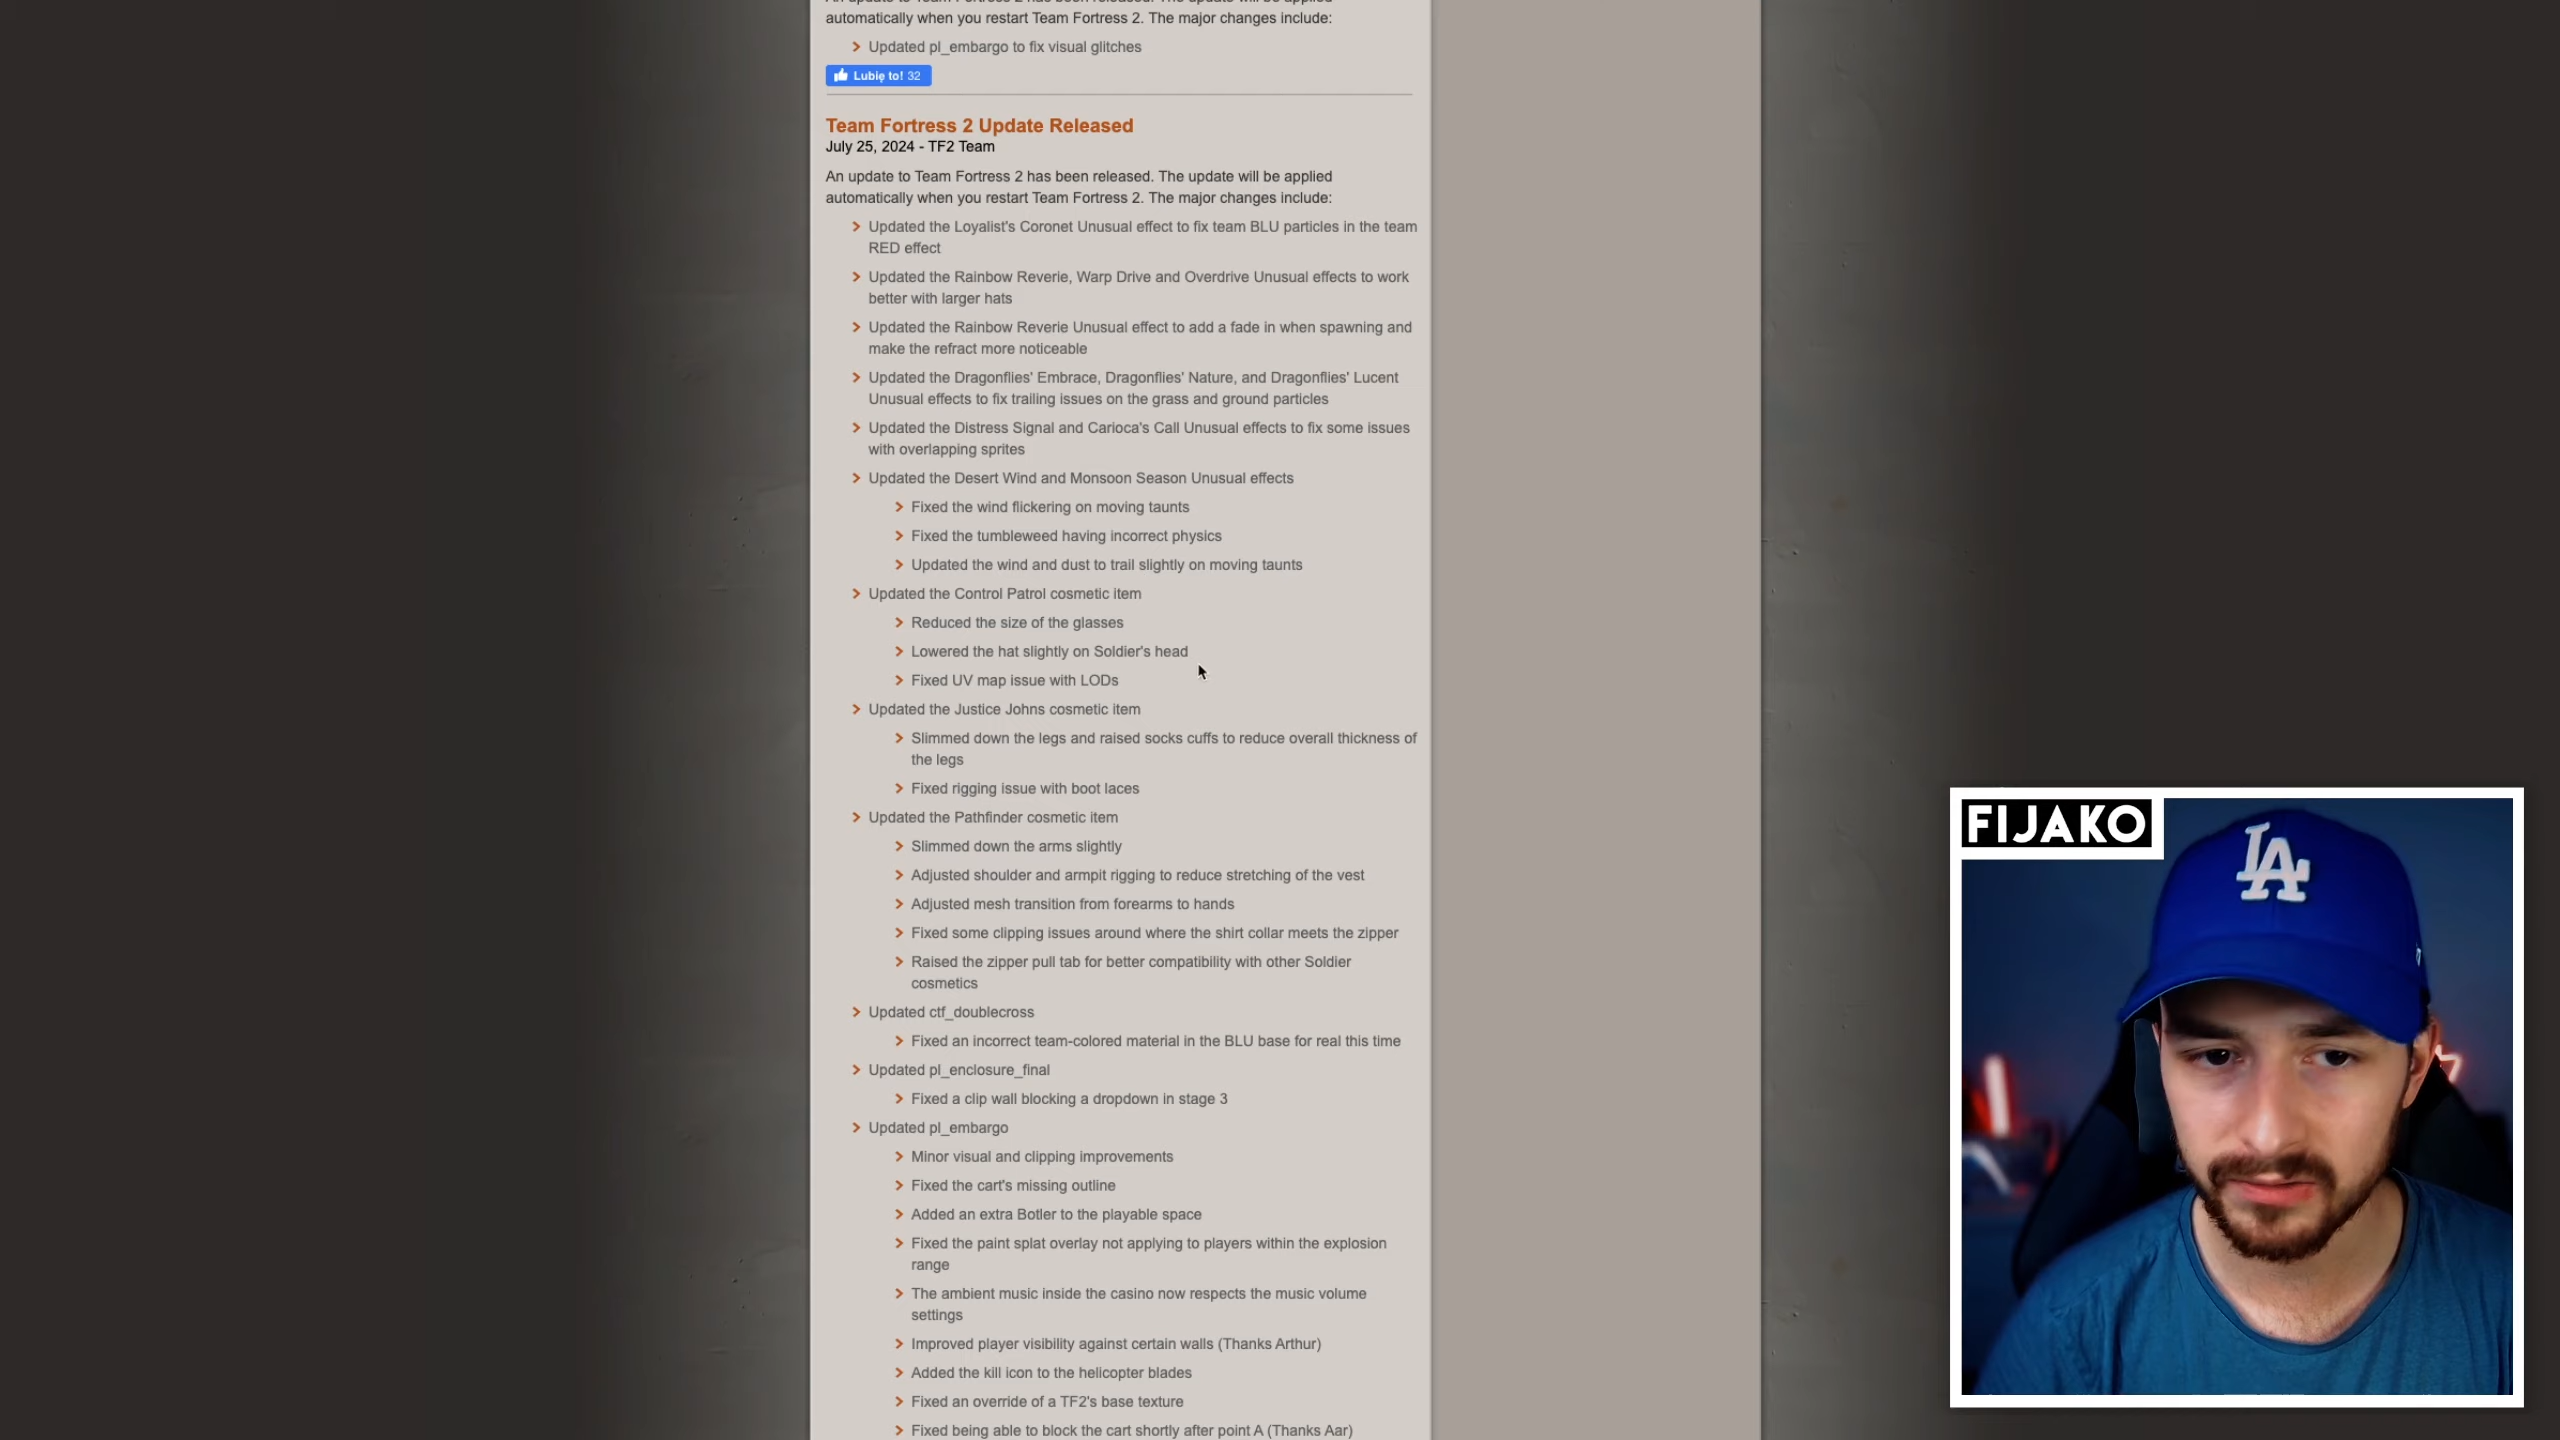 automatically when you restart Team Fortress 2. The major changes include:
Updated pl_embargo to fix visual glitches
Lubię to! 32
Team Fortress 2 Update Released
July 25, 2024 - TF2 Team
An update to Team Fortress 2 has been released. The update will be applied
automatically when you restart Team Fortress 2. The major changes include:
Updated the Loyalist's Coronet Unusual effect to fix team BLU particles in the team
RED effect
Updated the Rainbow Reverie, Warp Drive and Overdrive Unusual effects to work
better with larger hats
Updated the Rainbow Reverie Unusual effect to add a fade in when spawning and
make the refract more noticeable
Updated the Dragonflies' Embrace, Dragonflies' Nature, and Dragonflies' Lucent
Unusual effects to fix trailing issues on the grass and ground particles
Updated the Distress Signal and Carioca's Call Unusual effects to fix some issues
with overlapping sprites
Updated the Desert Wind and Monsoon Season Unusual effects
Fixed the wind flickering on moving taunts
Fixed the tumbleweed having incorrect physics
Updated the wind and dust to trail slightly on moving taunts
Updated the Control Patrol cosmetic item
Reduced the size of the glasses
Lowered the hat slightly on Soldier's head
Fixed UV map issue with LODs
Updated the Justice Johns cosmetic item
Slimmed down the legs and raised socks cuffs to reduce overall thickness of
the legs
Fixed rigging issue with boot laces
Updated the Pathfinder cosmetic item
Slimmed down the arms slightly
Adjusted shoulder and armpit rigging to reduce stretching of the vest
Adjusted mesh transition from forearms to hands
Fixed some clipping issues around where the shirt collar meets the zipper
Raised the zipper pull tab for better compatibility with other Soldier
cosmetics
Updated ctf_doublecross
Fixed an incorrect team-colored material in the BLU base for real this time
Updated pl_enclosure_final
Fixed a clip wall blocking a dropdown in stage 3
Updated pl_embargo
Minor visual and clipping improvements
Fixed the cart's missing outline
Added an extra Botler to the playable space
Fixed the paint splat overlay not applying to players within the explosion
range
The ambient music inside the casino now respects the music volume
settings
Improved player visibility against certain walls (Thanks Arthur)
Added the kill icon to the helicopter blades
Fixed an override of a TF2's base texture
Fixed being able to block the cart shortly after point A (Thanks Aar)
FIJAKO
LA